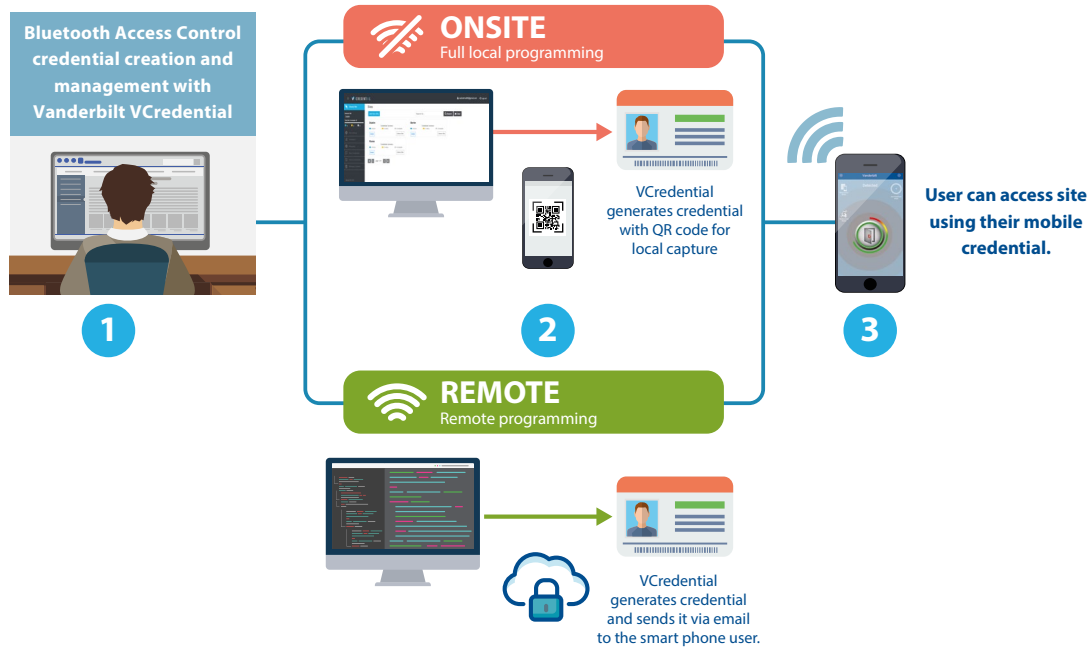 Bluetooth Access Control
credential creation and
management with
Vanderbilt VCredential
1
ONSITE
Full local programming
VCredential
generates credential
with QR code for
local capture
2
REMOTE
Remote programming
VCredential
generates credential
and sends it via email
to the smart phone user.
User can access site
using their mobile
credential.
3